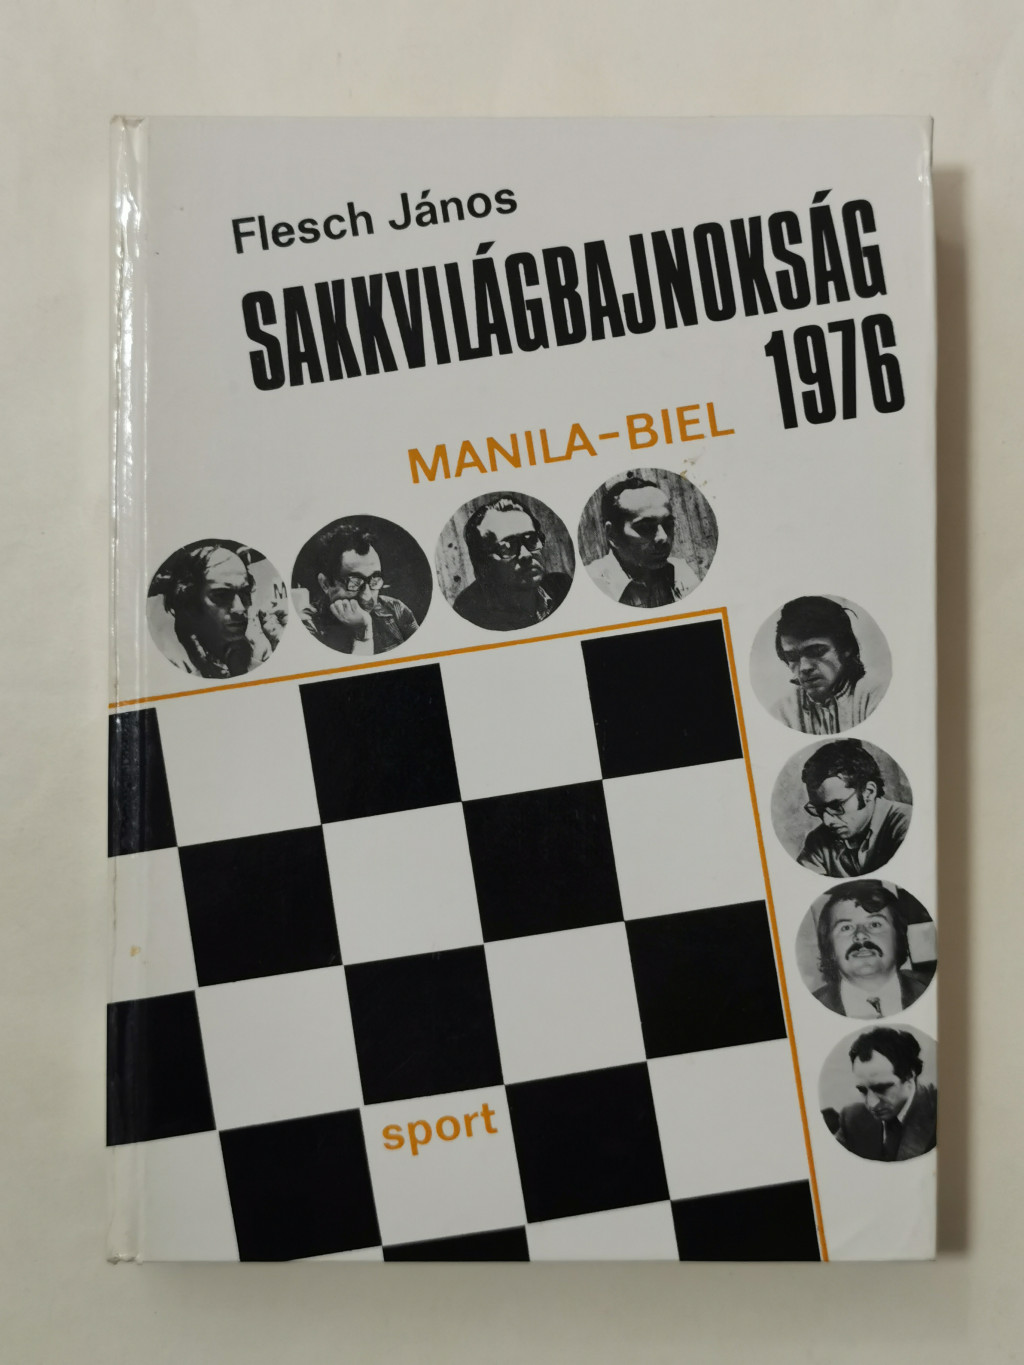 Flesch János
SAKKVILÁGBAJNOKSÁG
1976
MANILA-BIEL
M
sport